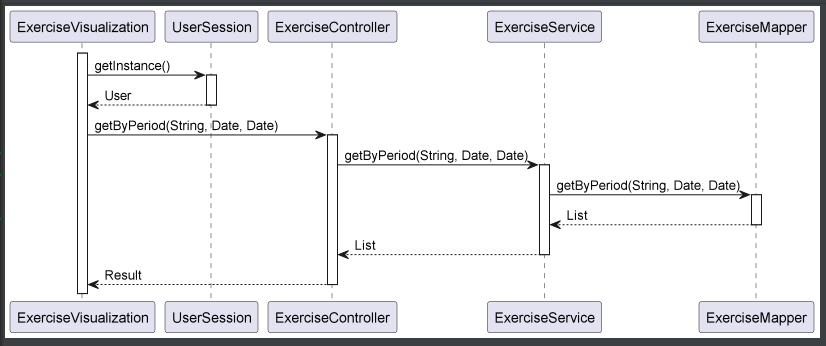 ExerciseVisualization UserSession ExerciseController ExerciseService ExerciseMapper
getInstance()
User
getByPeriod(String, Date, Date)
getByPeriod(String, Date, Date)
getByPeriod(String, Date, Date)
List
List
Result
ExerciseVisualization UserSession ExerciseController ExerciseService ExerciseMapper